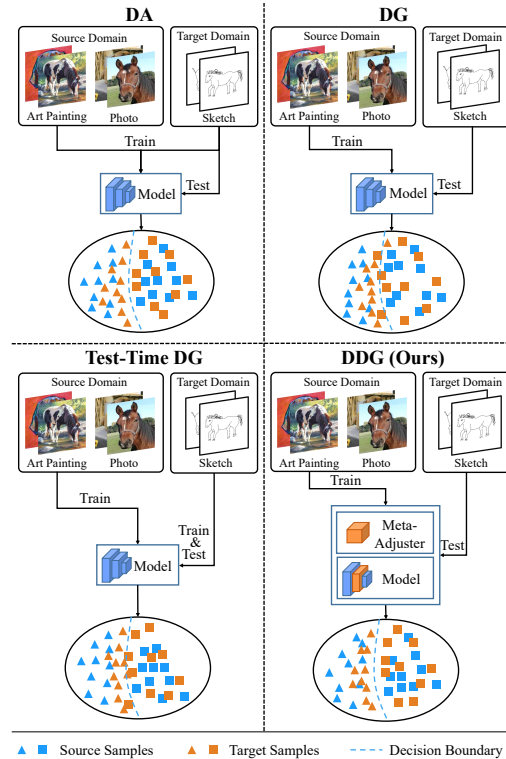 DA
Source Domain
Target Domain
Art Painting
Photo
Sketch
Train
Test
Model
DG
Source Domain
Target Domain
Art Painting
Photo
Sketch
Train
Test
Model
Test-Time DG
Source Domain
Target Domain
Art Painting
Photo
Sketch
Train
Train
&
Test
Model
DDG (Ours)
Source Domain
Target Domain
Art Painting
Photo
Sketch
Train
Meta-
Adjuster
Test
Model
Source Samples
Target Samples
Decision Boundary